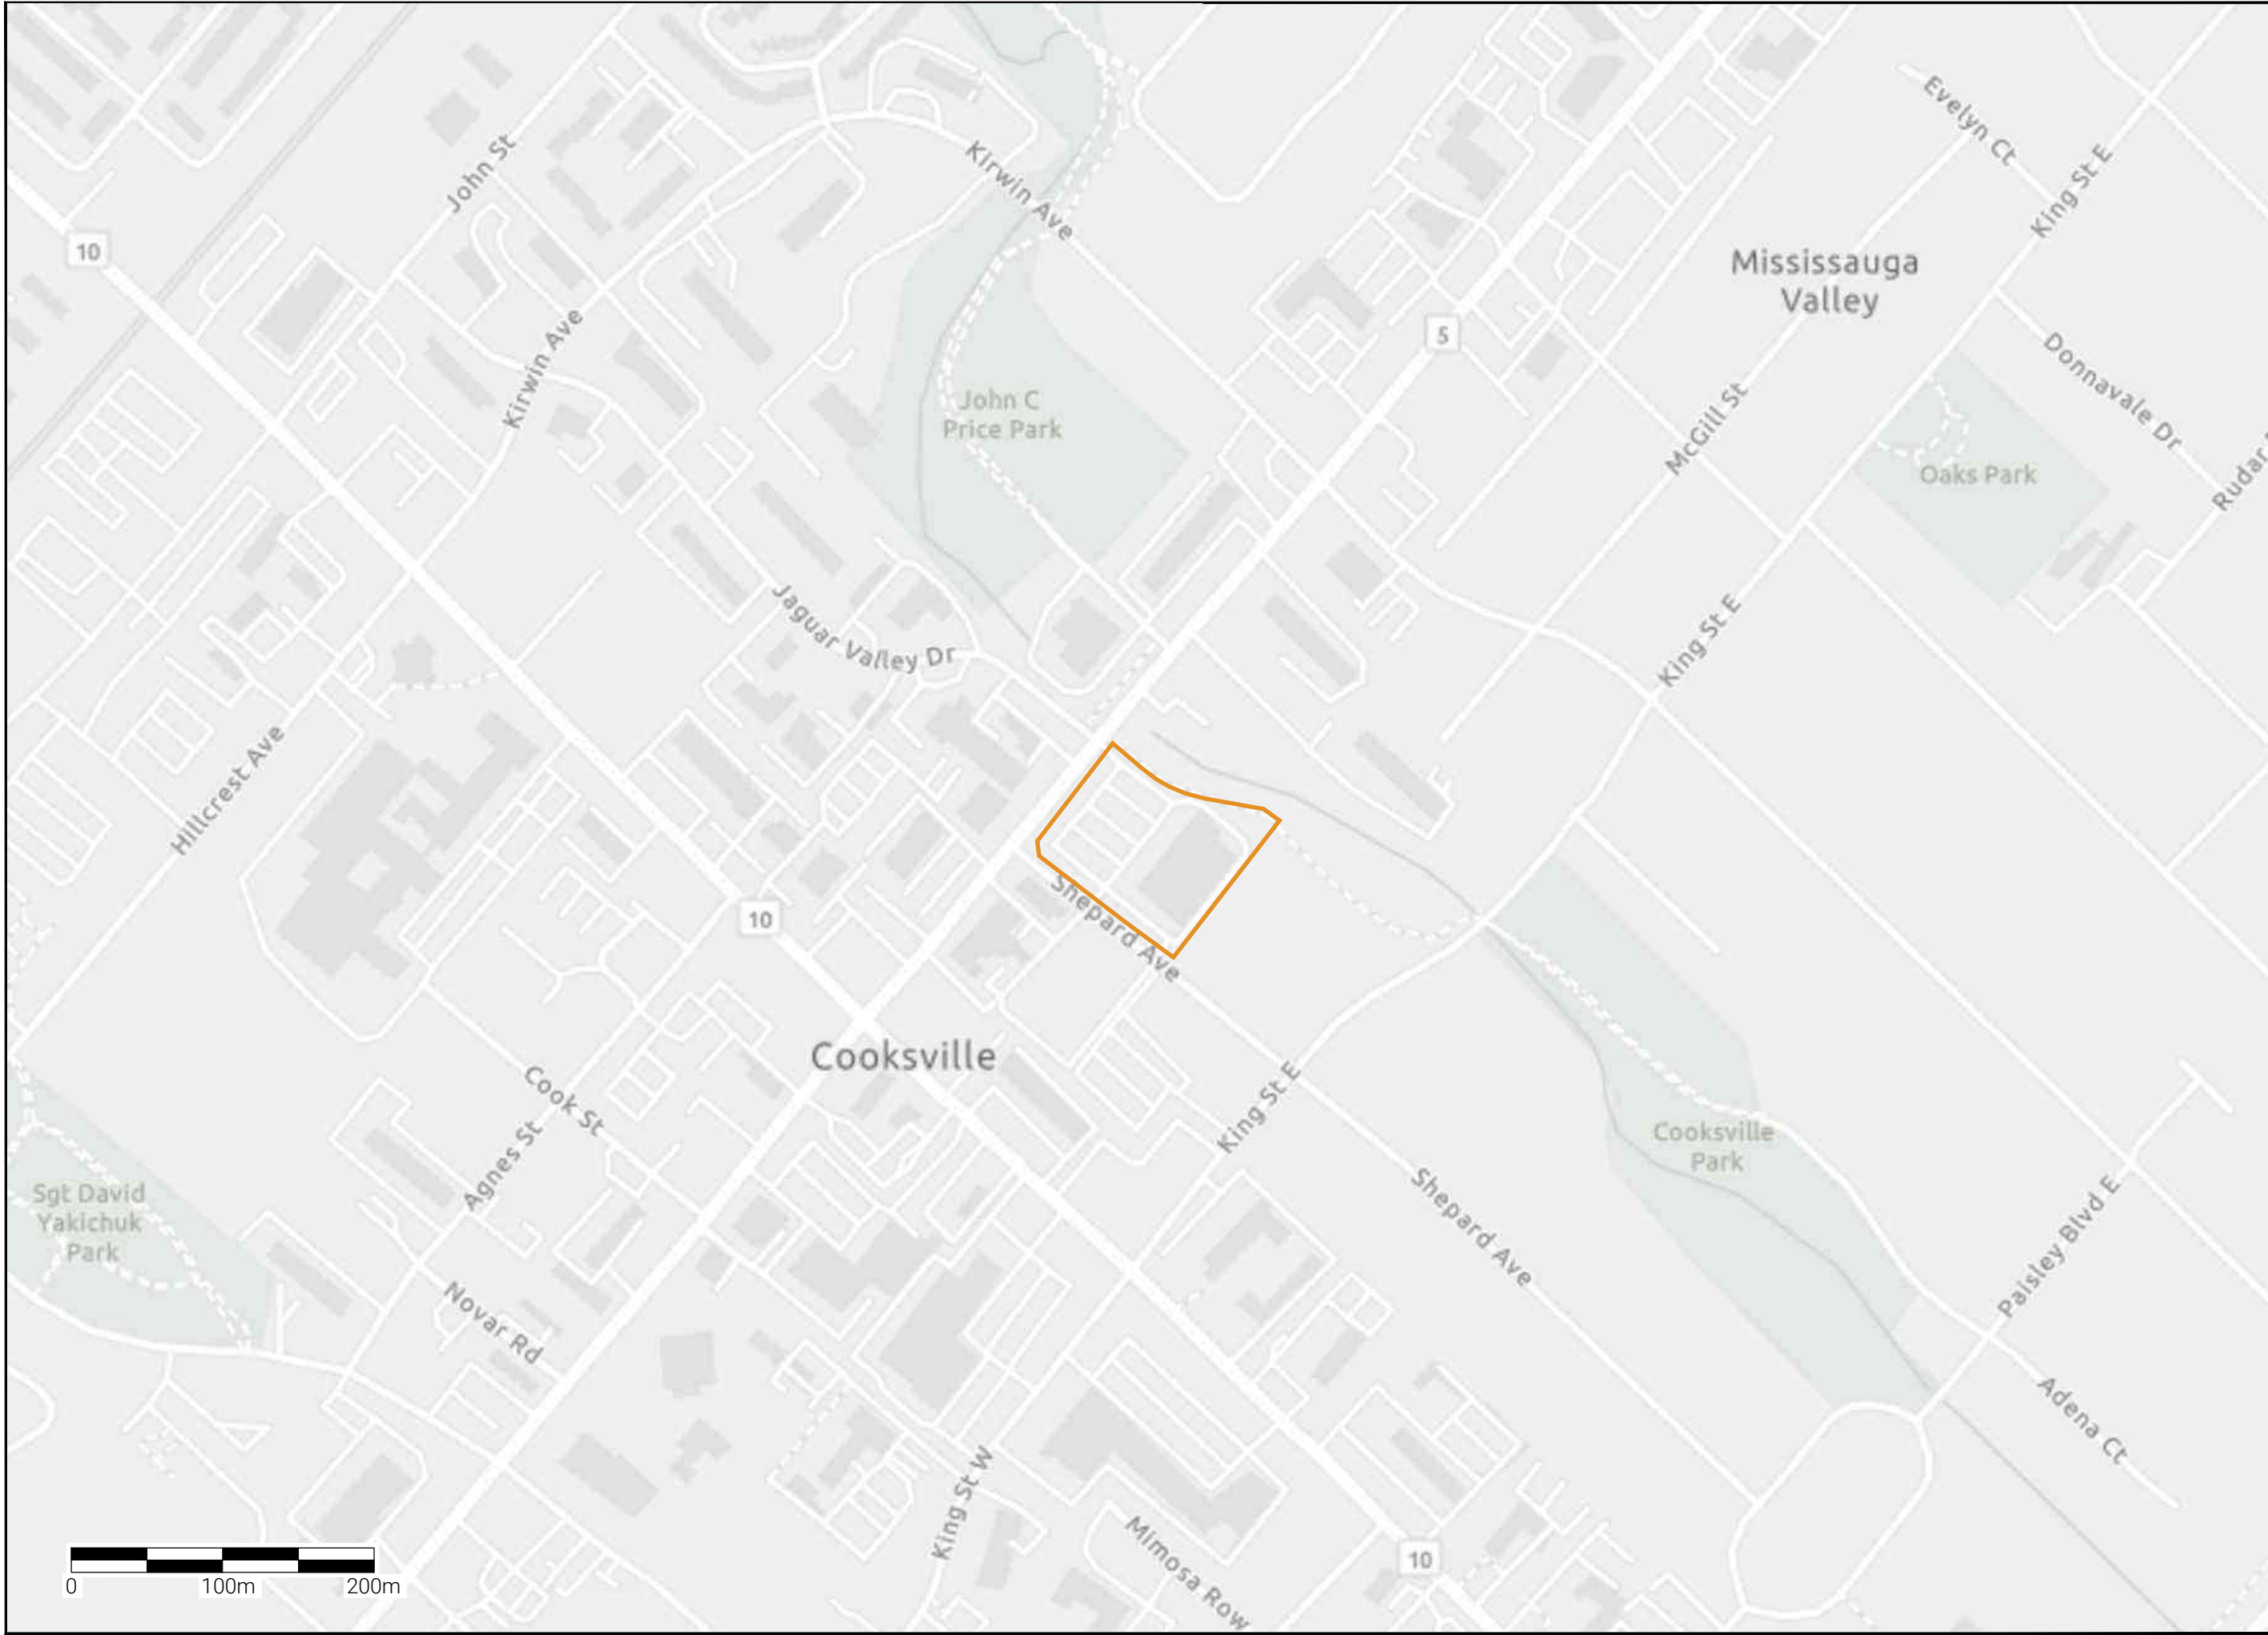 Evelyn Ct
John St
Kirwin Ave
King St E
10
Mississauga
Valley
5
Kirwin Ave
Donnavale Dr
John C
Price Park
McGill St
Oaks Park
Jaguar Valley Dr
King St E
Hillcrest Ave
Shepard Ave
10
Cooksville
Cook St
King St E
Agnes St
Cooksville
Park
Sgt David
Yakichuk
Park
Shepard Ave
Paisley Blvd E
Novar Rd
Adena Ct
King St W
Mimosa Row
10
0 100m 200m